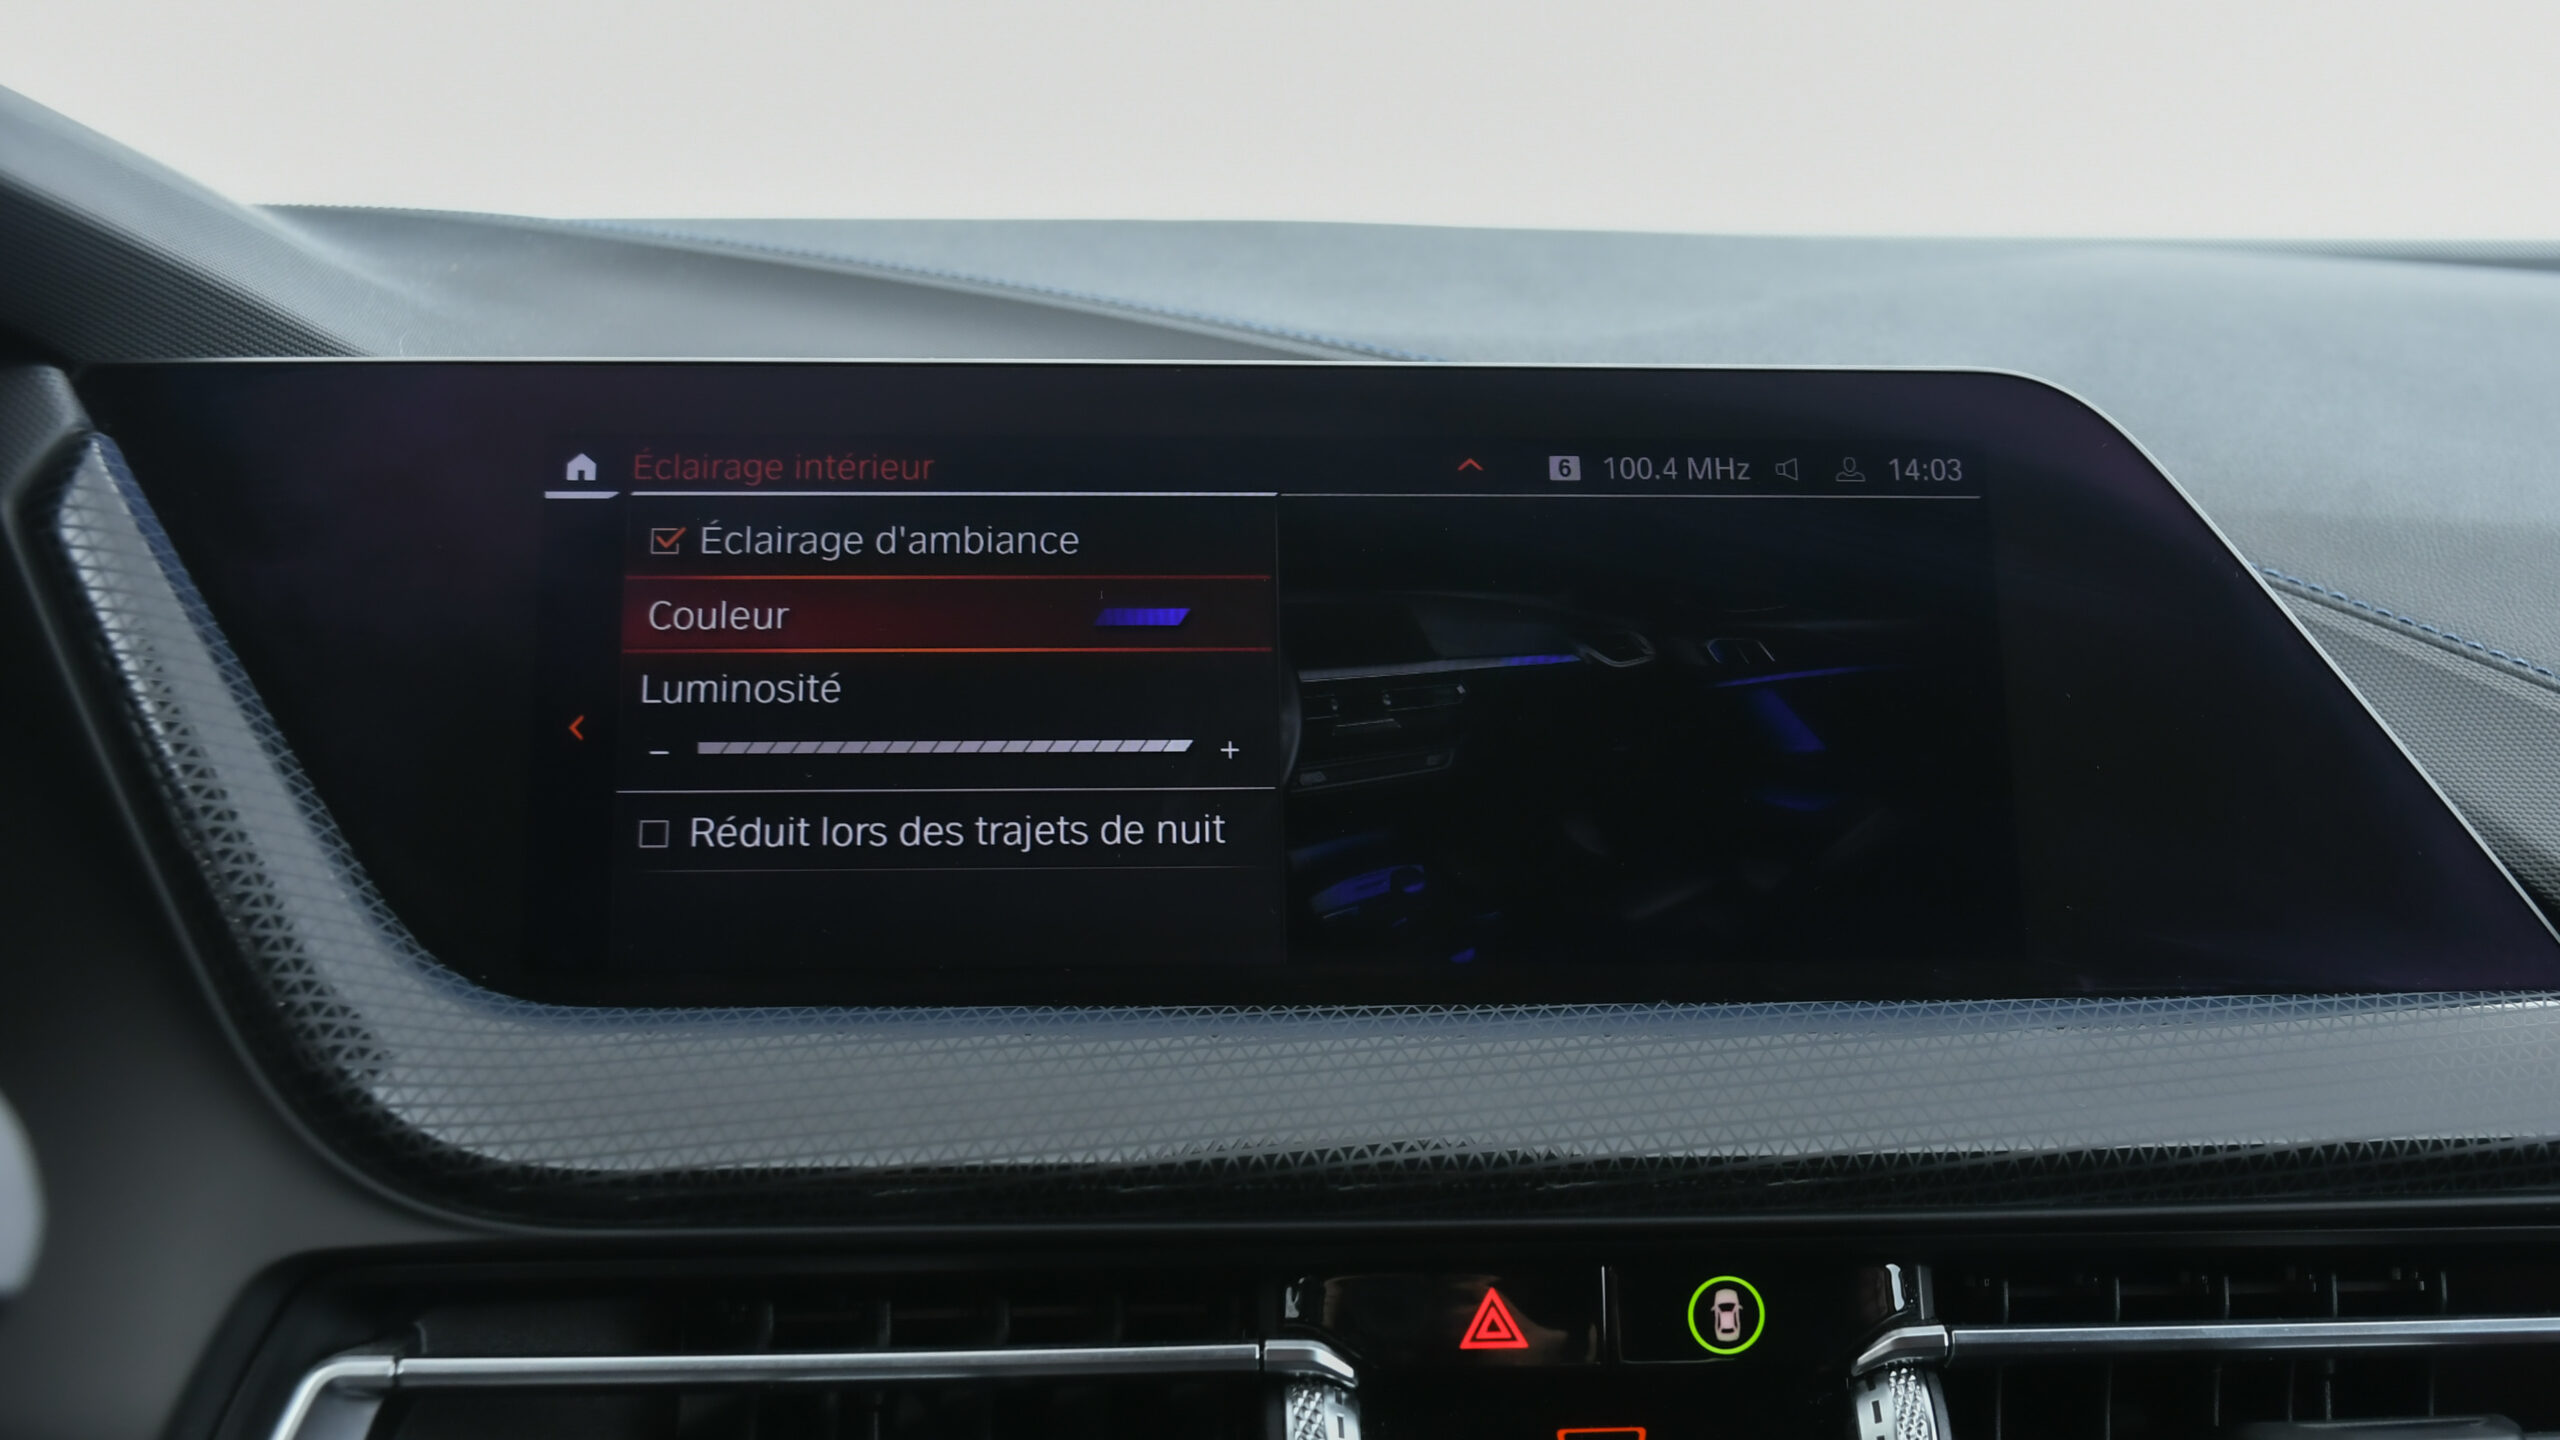 Éclairage intérieur
6 100.4 MHz 14:03
Éclairage d'ambiance
Couleur
Luminosité
– +
Réduit lors des trajets de nuit